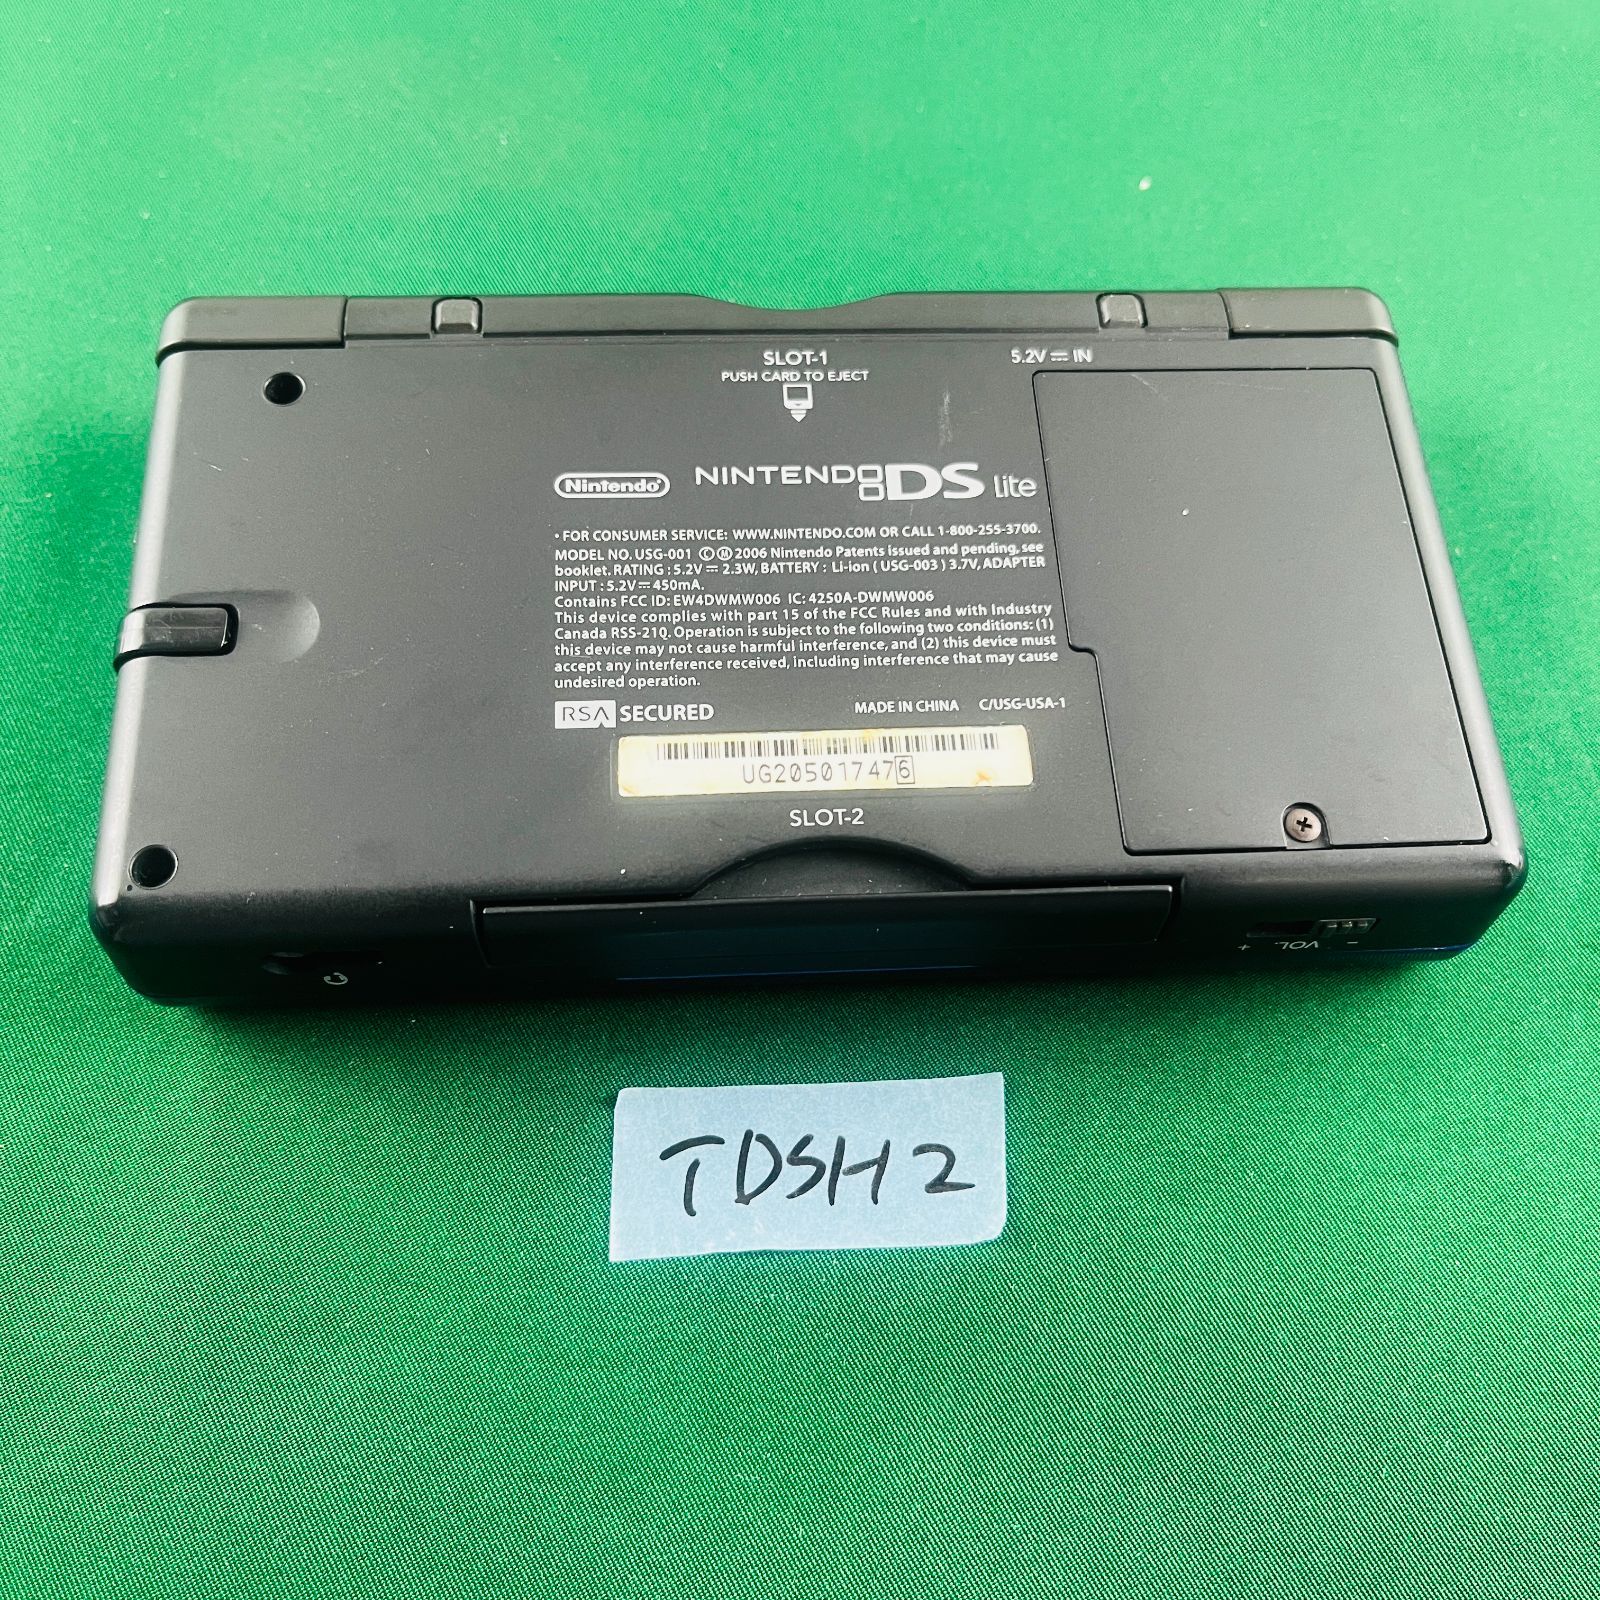 SLOT-1
PUSH CARD TO EJECT
5.2V⎓IN
Nintendo®
NINTENDO DS Lite
• FOR CONSUMER SERVICE: WWW.NINTENDO.COM OR CALL 1-800-255-3700.
MODEL NO. USG-001 ⒸⓂ2006 Nintendo Patents issued and pending, see
booklet. RATING : 5.2V⎓2.3W, BATTERY : Li-ion ( USG-003 ) 3.7V, ADAPTER
INPUT : 5.2V⎓450mA.
Contains FCC ID: EW4DWMW006 IC: 4250A-DWMW006
This device complies with part 15 of the FCC Rules and with Industry
Canada RSS-210. Operation is subject to the following two conditions: (1)
this device may not cause harmful interference, and (2) this device must
accept any interference received, including interference that may cause
undesired operation.
RSA SECURED
MADE IN CHINA C/USG-USA-1
UG205017476
SLOT-2
+ VOL. −
TDSH2